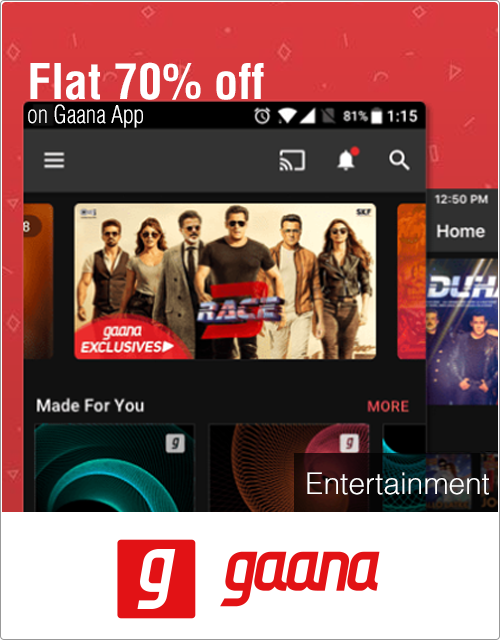 Flat 70% off
on Gaana App
81% 1:15
12:50 PM
Home
8
SKF
RACE
3
gaana
EXCLUSIVES
DUHA
Made For You
MORE
g
g
Entertainment
g gaana